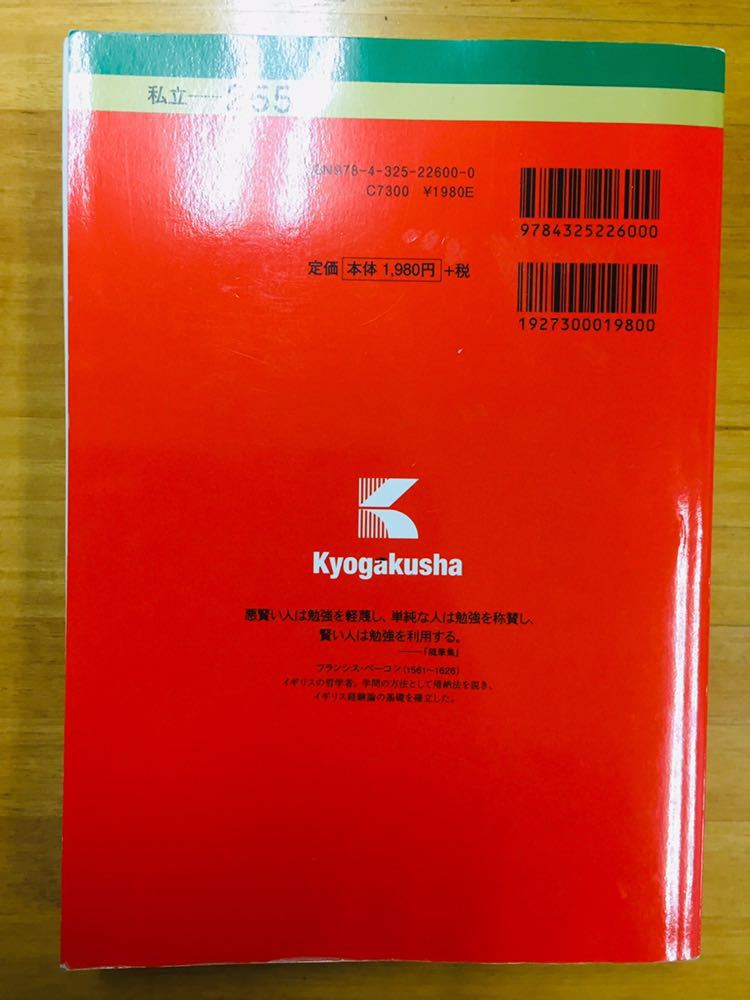 私立――255
ISBN978-4-325-22600-0
C7300 ¥1980E
9784325226000
定価 本体 1,980円 +税
1927300019800
Kyogakusha
悪賢い人は勉強を軽蔑し、単純な人は勉強を称賛し、
賢い人は勉強を利用する。
――『随筆集』
フランシス・ベーコン(1561〜1626)
イギリスの哲学者。学問の方法として帰納法を説き、
イギリス経験論の基礎を確立した。